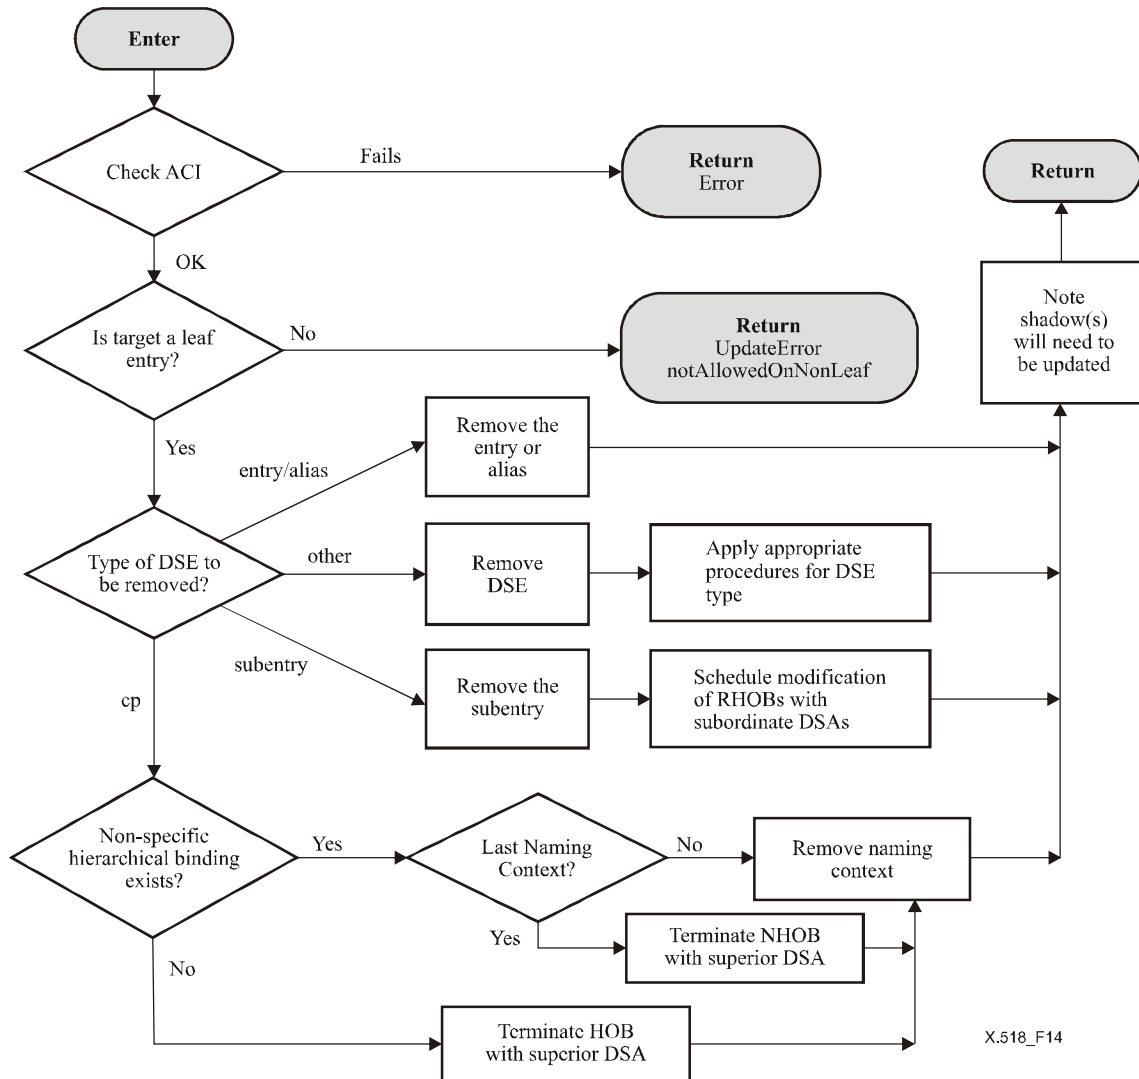 Enter
Check ACI
Fails
Return
Error
Return
OK
Is target a leaf
entry?
No
Return
UpdateError
notAllowedOnNonLeaf
Note
shadow(s)
will need to
be updated
Yes
entry/alias
Remove the
entry or
alias
Type of DSE to
be removed?
other
Remove
DSE
Apply appropriate
procedures for DSE
type
subentry
Remove the
subentry
Schedule modification
of RHOBs with
subordinate DSAs
cp
Non-specific
hierarchical binding
exists?
Yes
Last Naming
Context?
No
Remove naming
context
Yes
Terminate NHOB
with superior DSA
No
Terminate HOB
with superior DSA
X.518_F14